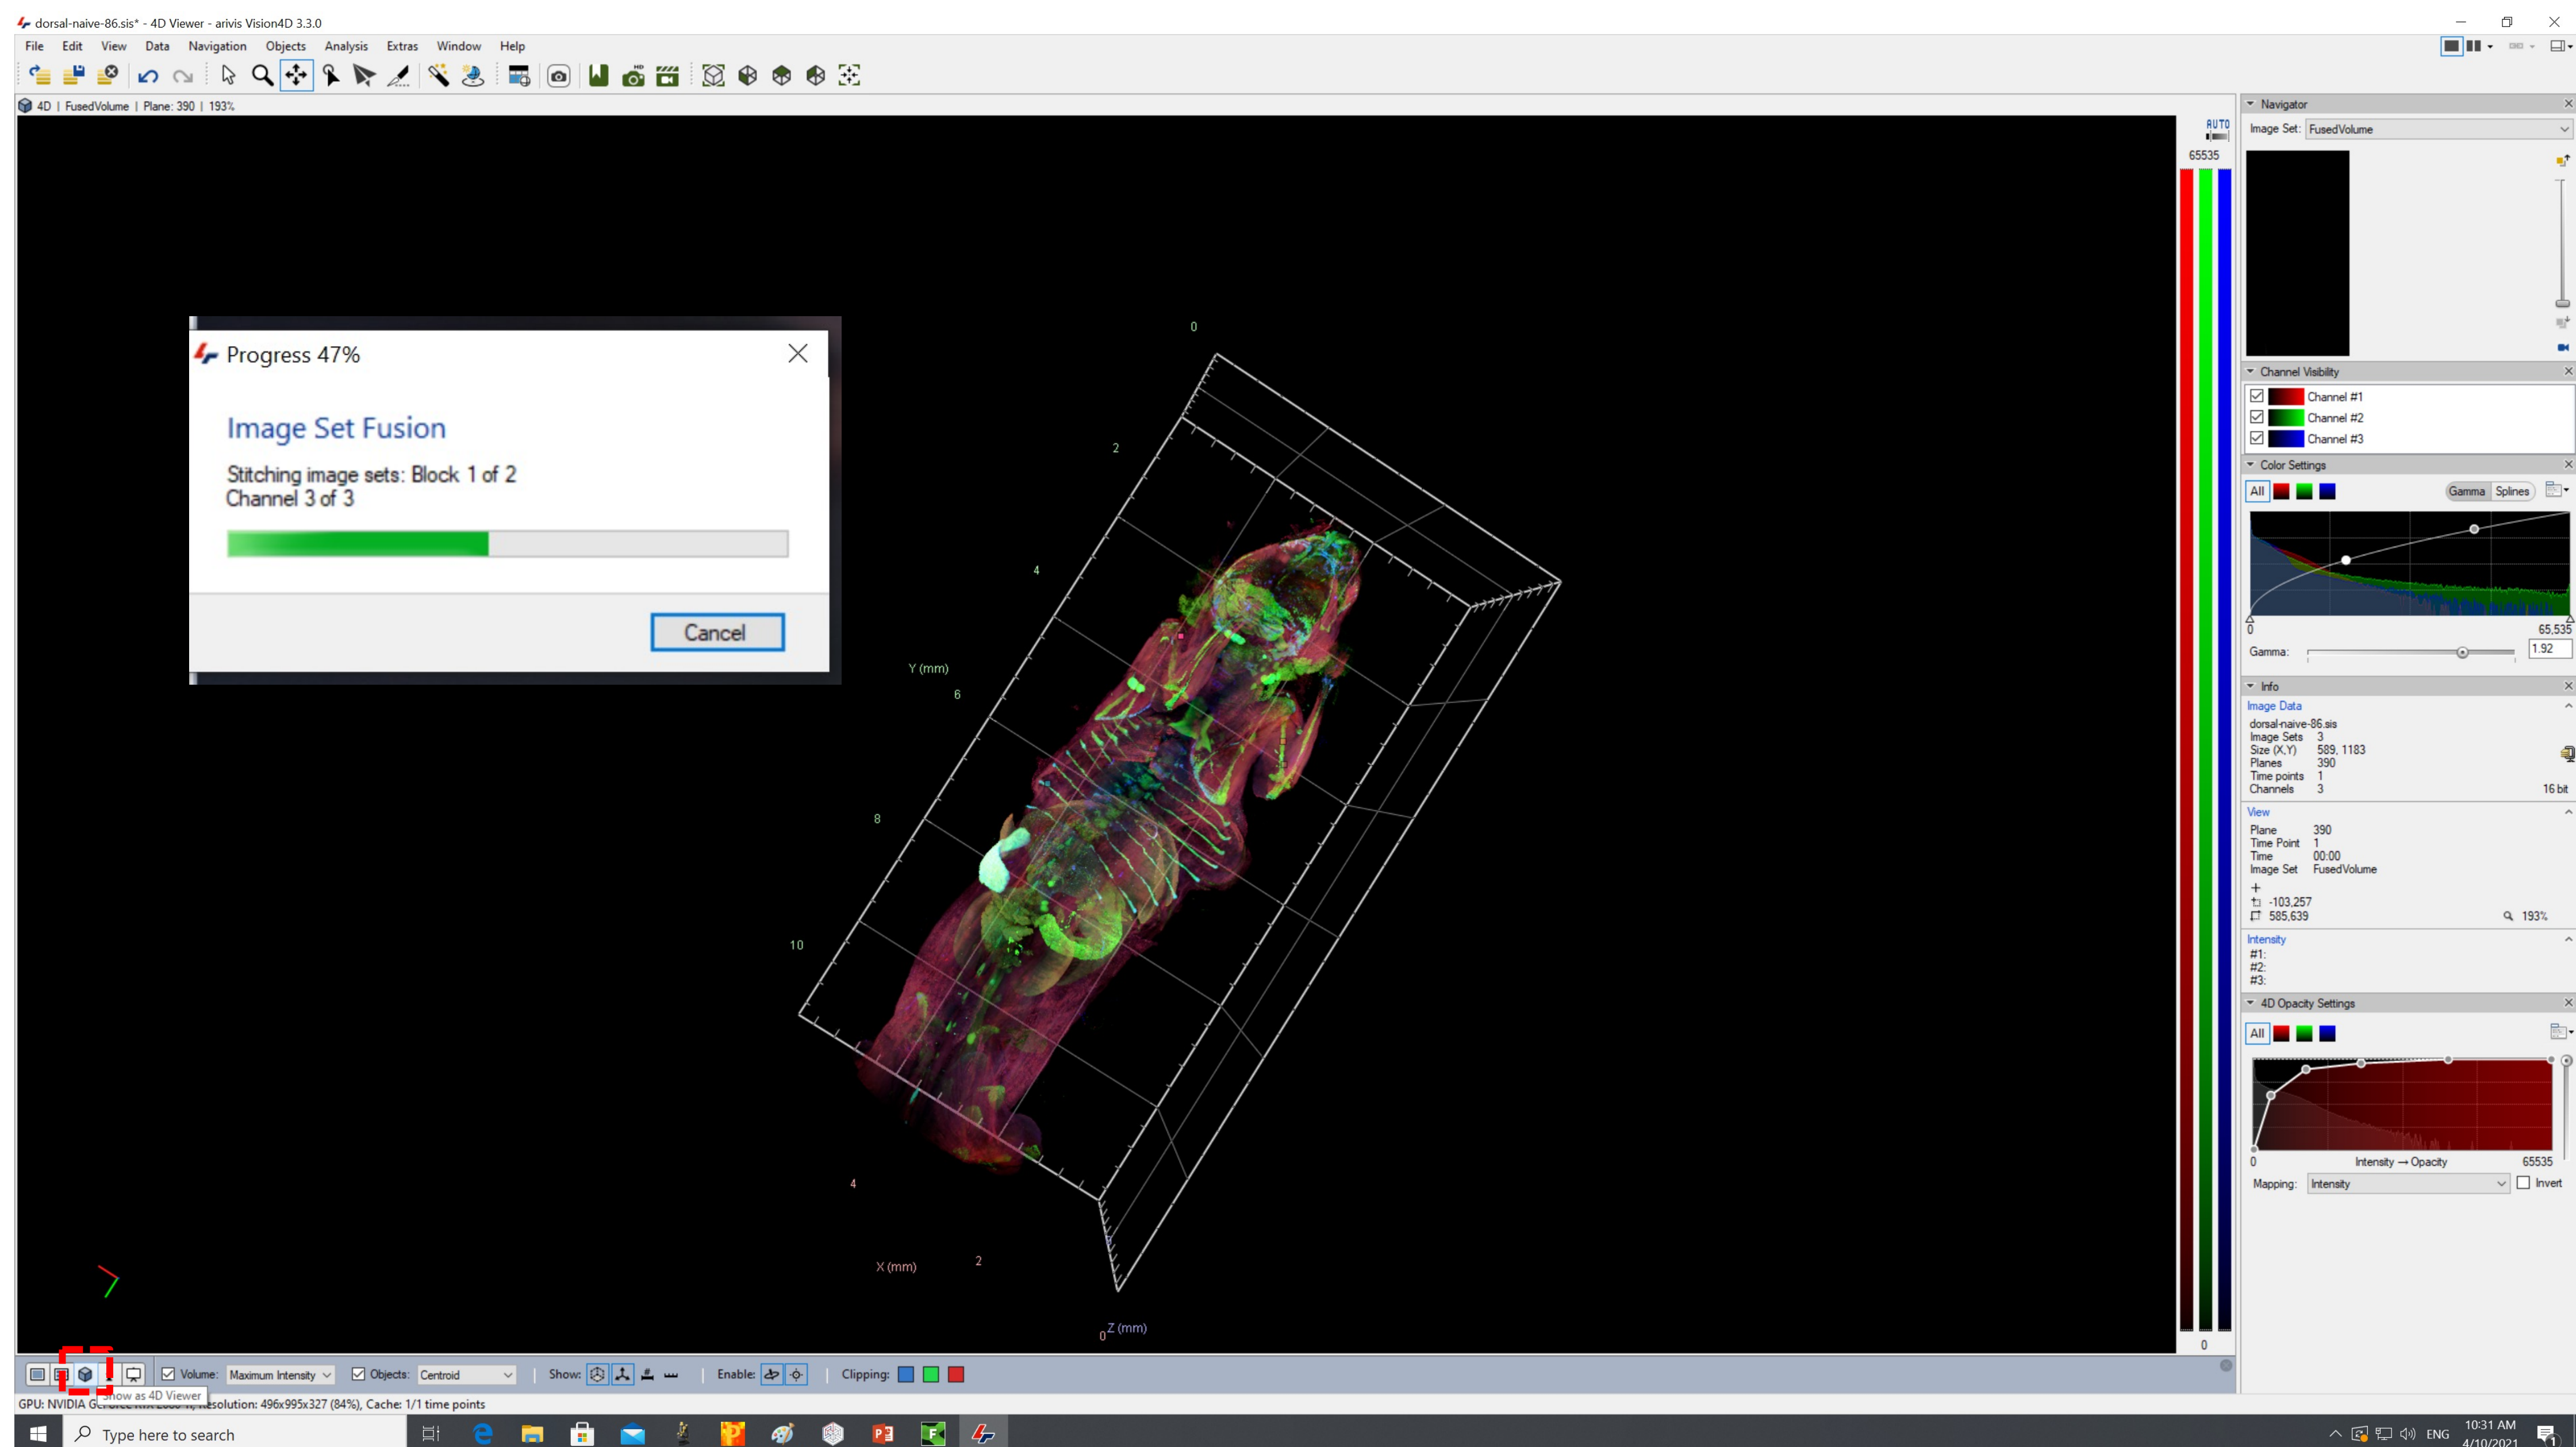 dorsal-naive-86.sis* - 4D Viewer - arivis Vision4D 3.3.0
File Edit View Data Navigation Objects Analysis Extras Window Help
4D | FusedVolume | Plane: 390 | 193%
AUTO
65535
0
Progress 47%
Image Set Fusion
Stitching image sets: Block 1 of 2
Channel 3 of 3
Cancel
0
2
4
Y (mm)
6
8
10
4
X (mm)
2
0
Z (mm)
Navigator
Image Set: FusedVolume
Channel Visibility
Channel #1
Channel #2
Channel #3
Color Settings
All Gamma Splines
0 65,535
Gamma: 1.92
Info
Image Data
dorsal-naive-86.sis
Image Sets 3
Size (X,Y) 589, 1183
Planes 390
Time points 1
Channels 3 16 bit
View
Plane 390
Time Point 1
Time 00:00
Image Set FusedVolume
-103,257
585,639 193%
Intensity
#1:
#2:
#3:
4D Opacity Settings
All
0 Intensity → Opacity 65535
Mapping: Intensity Invert
Volume: Maximum Intensity Objects: Centroid Show: Enable: Clipping:
Show as 4D Viewer
GPU: NVIDIA Resolution: 496x995x327 (84%), Cache: 1/1 time points
Type here to search
ENG
10:31 AM
4/10/2021
1